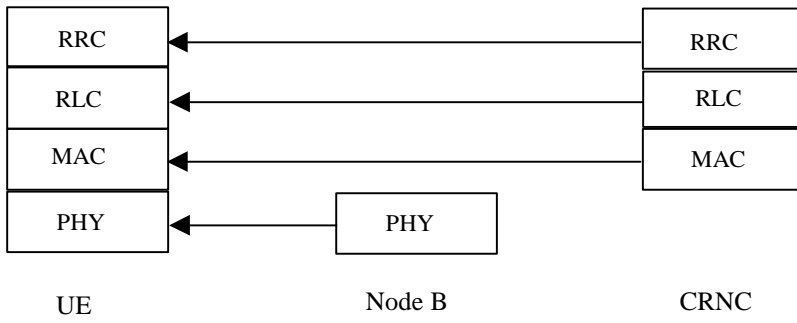 RRC RRC
RLC RLC
MAC MAC
PHY PHY
UE Node B CRNC